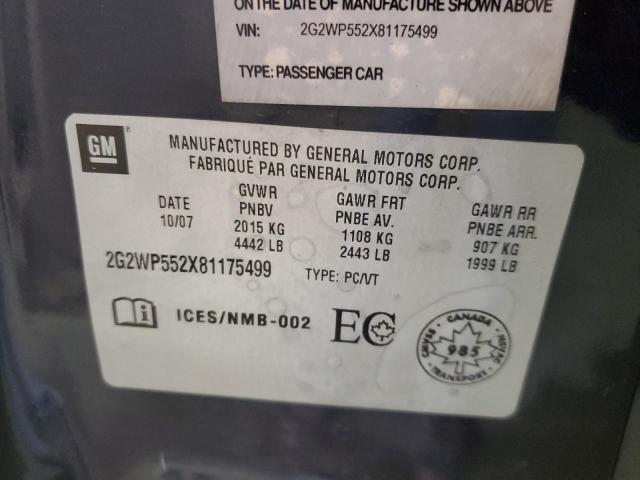 ON THE DATE OF MANUFACTURE SHOWN ABOVE
VIN: 2G2WP552X81175499
TYPE: PASSENGER CAR
GM
MANUFACTURED BY GENERAL MOTORS CORP.
FABRIQUÉ PAR GENERAL MOTORS CORP.
DATE
10/07
GVWR
PNBV
2015 KG
4442 LB
GAWR FRT
PNBE AV.
1108 KG
2443 LB
GAWR RR
PNBE ARR.
907 KG
1999 LB
2G2WP552X81175499 TYPE: PC/VT
i ICES/NMB-002 EC
CANADA
CMVSS 985 NSVAC
TRANSPORT